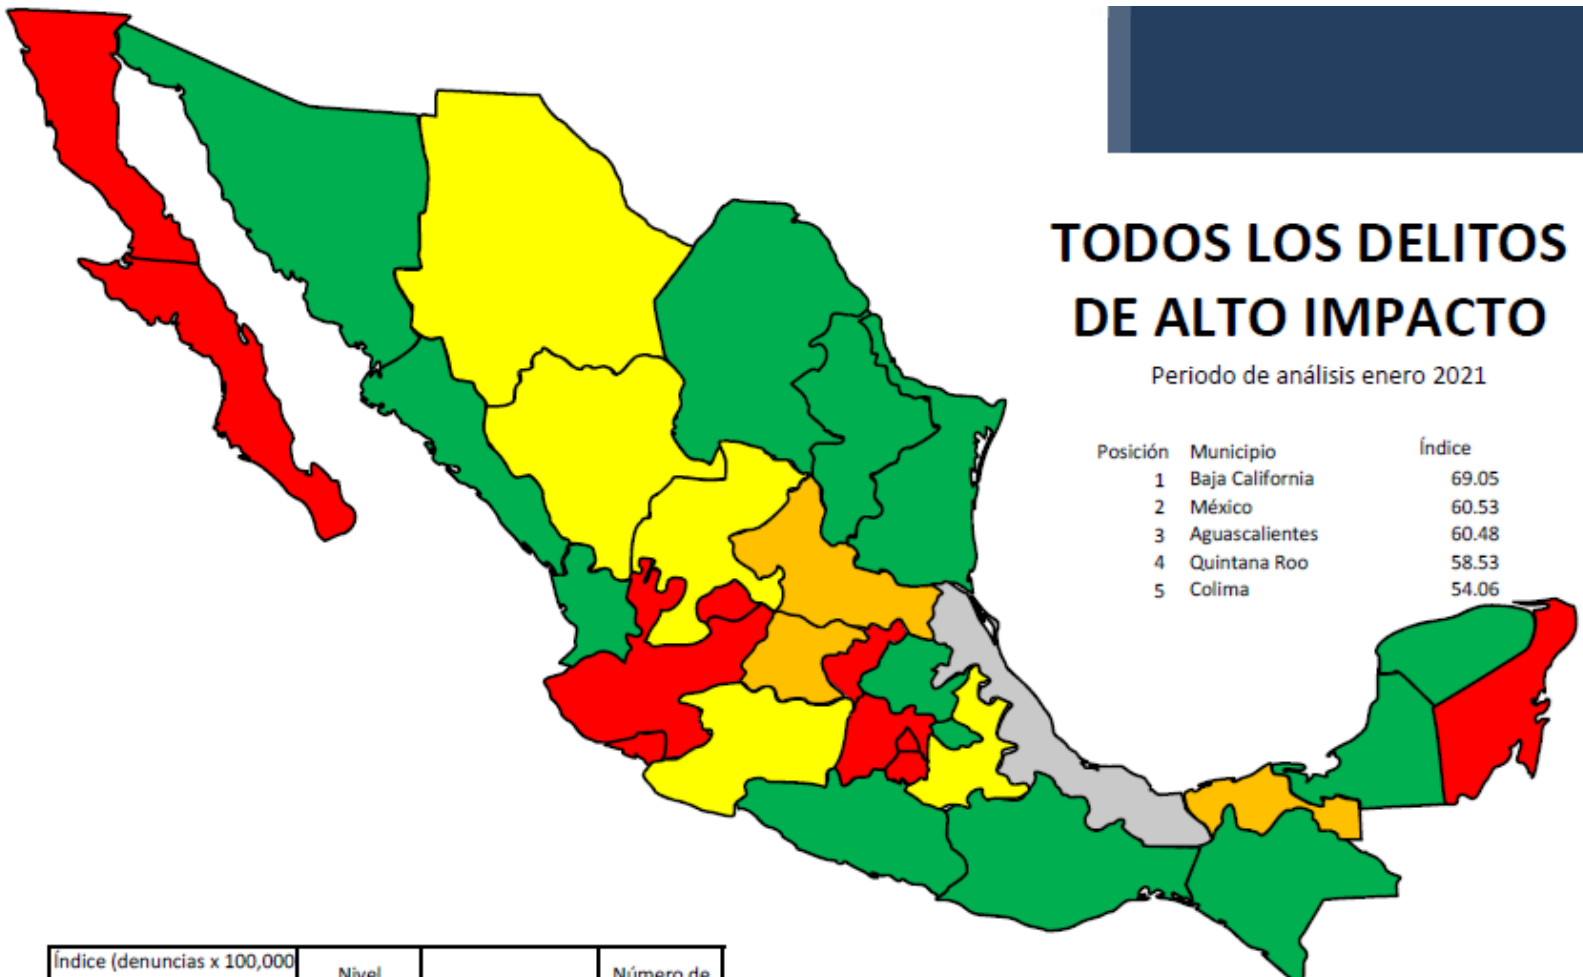 TODOS LOS DELITOS
DE ALTO IMPACTO
Periodo de análisis enero 2021
Posición Municipio Índice
1 Baja California 69.05
2 México 60.53
3 Aguascalientes 60.48
4 Quintana Roo 58.53
5 Colima 54.06
Índice (denuncias x 100,000
Nivel Número de